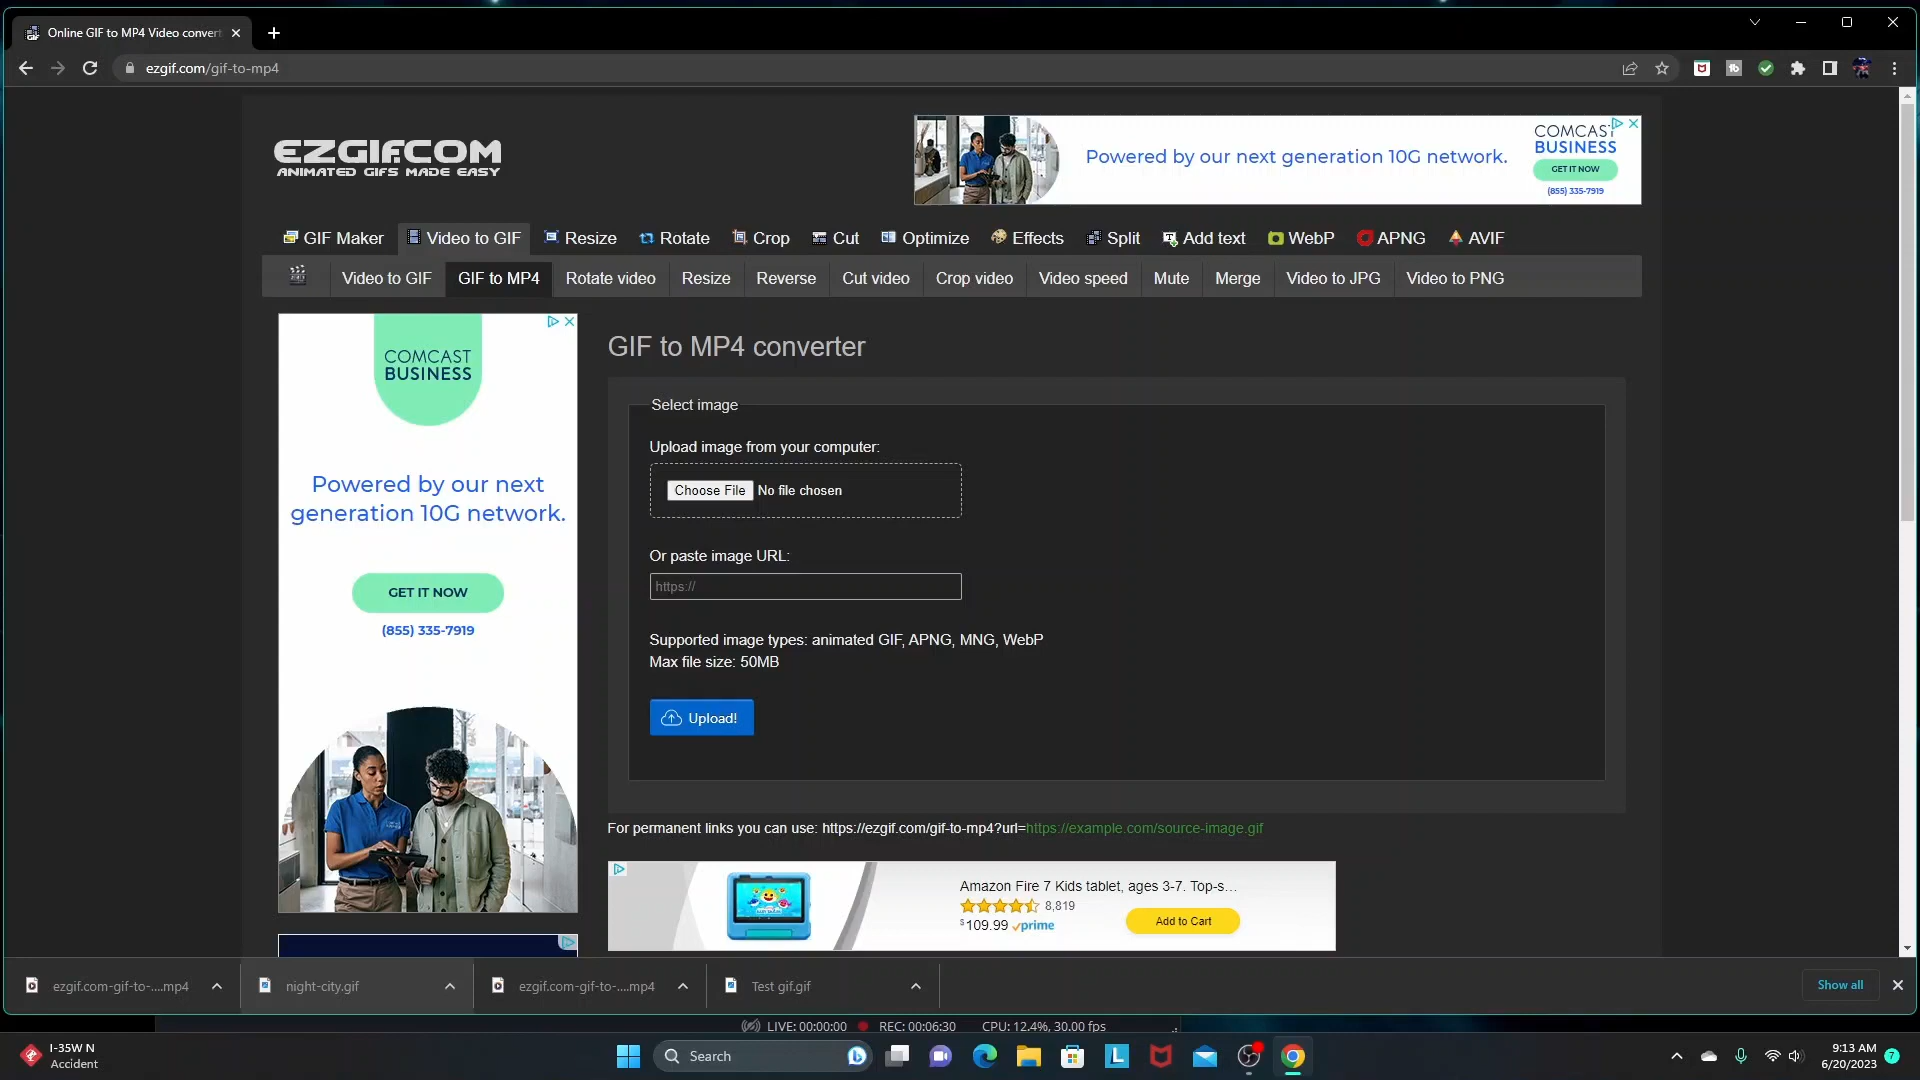 Online GIF to MP4 Video convert
ezgif.com/gif-to-mp4
EZGIF.COM
ANIMATED GIFS MADE EASY
Powered by our next generation 10G network.
COMCAST
BUSINESS
GET IT NOW
(855) 335-7919
GIF Maker
Video to GIF
Resize
Rotate
Crop
Cut
Optimize
Effects
Split
Add text
WebP
APNG
AVIF
Video to GIF
GIF to MP4
Rotate video
Resize
Reverse
Cut video
Crop video
Video speed
Mute
Merge
Video to JPG
Video to PNG
COMCAST
BUSINESS
Powered by our next
generation 10G network.
GET IT NOW
(855) 335-7919
GIF to MP4 converter
Select image
Upload image from your computer:
Choose File No file chosen
Or paste image URL:
https://
Supported image types: animated GIF, APNG, MNG, WebP
Max file size: 50MB
Upload!
For permanent links you can use: https://ezgif.com/gif-to-mp4?url=https://example.com/source-image.gif
Amazon Fire 7 Kids tablet, ages 3-7. Top-s...
8,819
$109.99 prime
Add to Cart
ezgif.com-gif-to-....mp4
night-city.gif
ezgif.com-gif-to-....mp4
Test gif.gif
Show all
LIVE: 00:00:00
REC: 00:06:30
CPU: 12.4%, 30.00 fps
I-35W N
Accident
Search
9:13 AM
6/20/2023
7